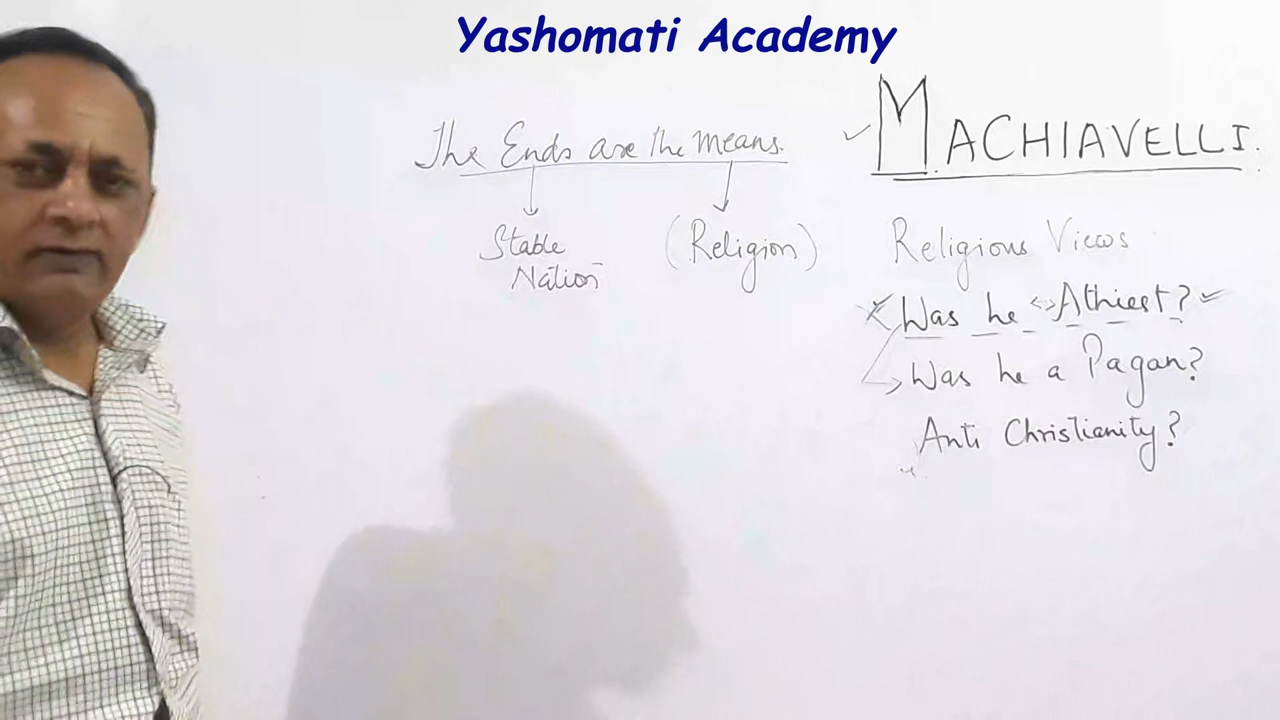 Yashomati Academy
The Ends are the means.
Stable
Nation
(Religion)
MACHIAVELLI.
Religious Views
Was he <-> Athiest?
Was he a Pagan?
Anti Christianity?